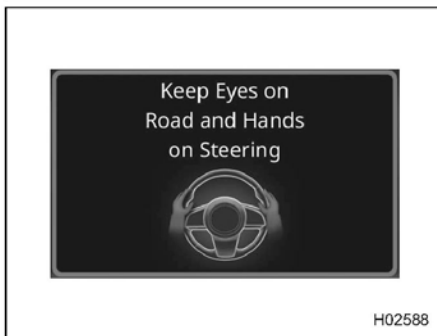 Keep Eyes on
Road and Hands
on Steering
H02588